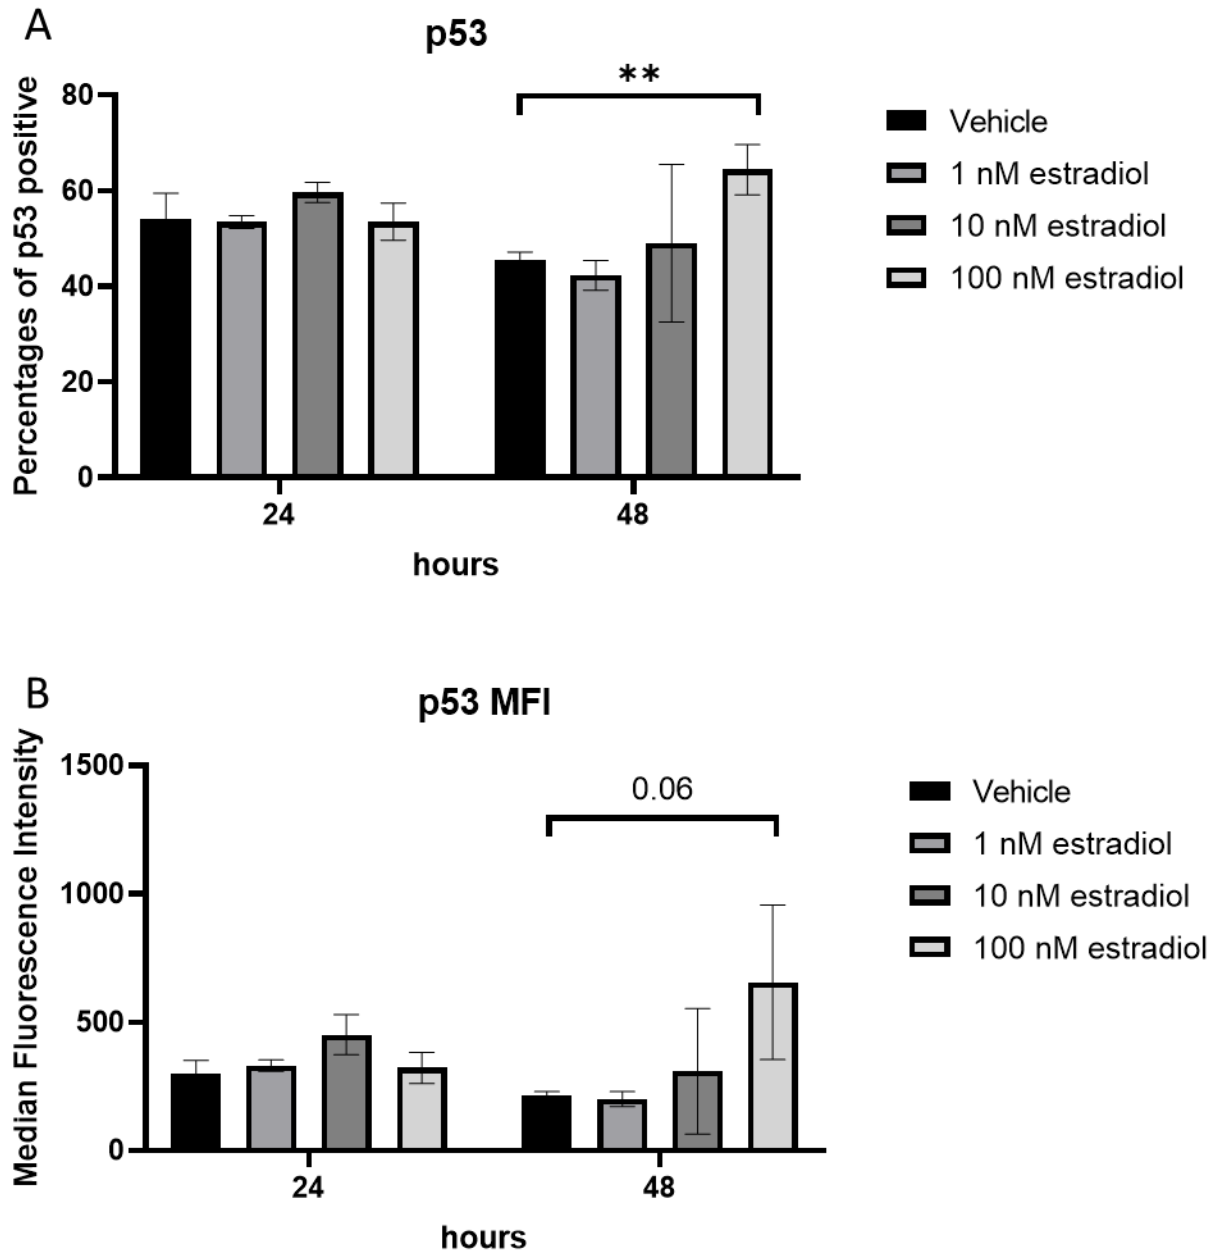 A
p53
Percentages of p53 positive
80
60
40
20
0
**
24
48
hours
Vehicle
1 nM estradiol
10 nM estradiol
100 nM estradiol
B
p53 MFI
Median Fluorescence Intensity
1500
1000
500
0
0.06
24
48
hours
Vehicle
1 nM estradiol
10 nM estradiol
100 nM estradiol